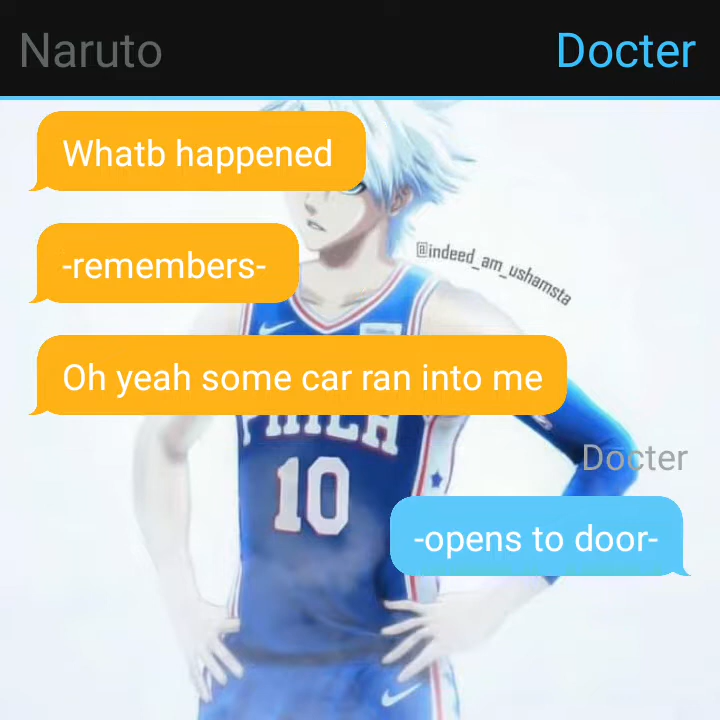 Naruto
Docter
Whatb happened
-remembers-
@indeed_am_ushamsta
Oh yeah some car ran into me
PHILA
Docter
10
-opens to door-